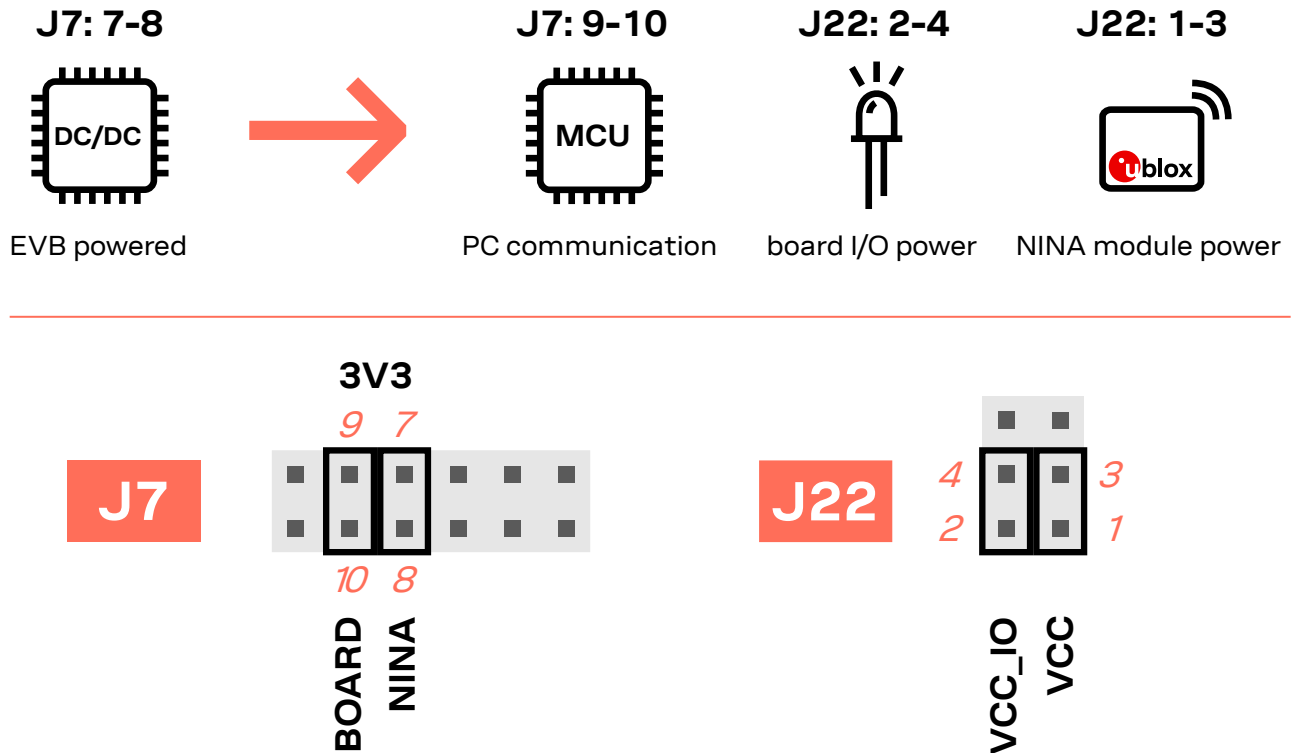 J7: 7-8 J7: 9-10 J22: 2-4 J22: 1-3
DC/DC MCU ublox
EVB powered PC communication board I/O power NINA module power
3V3
9 7
J7 J22
4 3
2 1
10 8
BOARD NINA VCC_IO VCC